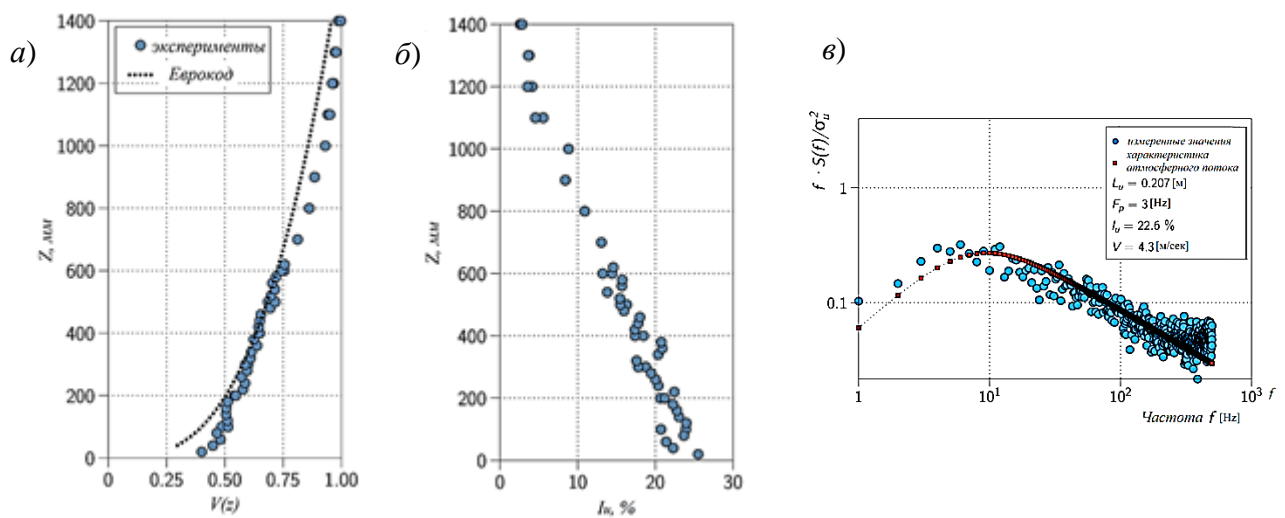 а)
1400
1200
1000
800
600
400
200
0
Z, мм
эксперименты
Еврокод
0
0.25
0.50
0.75
1.00
V(z)
б)
1400
1200
1000
800
600
400
200
0
Z, мм
0
10
20
30
Iu, %
в)
f · S(f)/σu²
1
0.1
измеренные значения
характеристика
атмосферного потока
Lu = 0.207 [м]
Fp = 3 [Hz]
Iu = 22.6 %
V = 4.3 [м/сек]
1
10¹
10²
10³ f
Частота f [Hz]